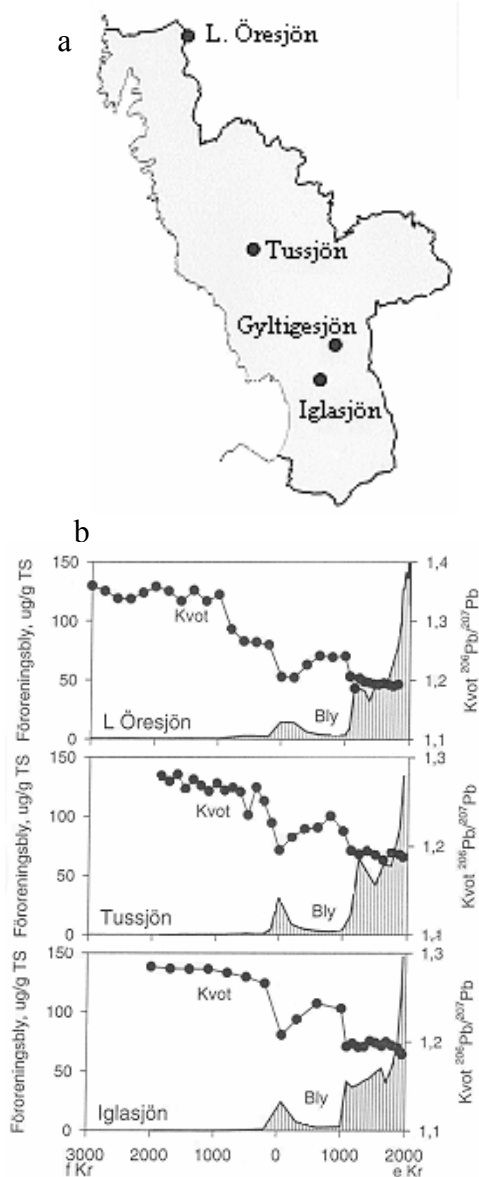 a
L. Öresjön
Tussjön
Gyltigesjön
Iglasjön
b
Föroreningsbly, ug/g TS
150
100
50
0
Kvot
Bly
L Öresjön
1,4
1,3
1,2
1,1
Kvot ²⁰⁶Pb/²⁰⁷Pb
Föroreningsbly, ug/g TS
150
100
50
0
Kvot
Bly
Tussjön
1,3
1,2
1,1
Kvot ²⁰⁶Pb/²⁰⁷Pb
Föroreningsbly, ug/g TS
150
100
50
0
Kvot
Bly
Iglasjön
1,3
1,2
1,1
Kvot ²⁰⁶Pb/²⁰⁷Pb
3000 2000 1000 0 1000 2000
f Kr e Kr